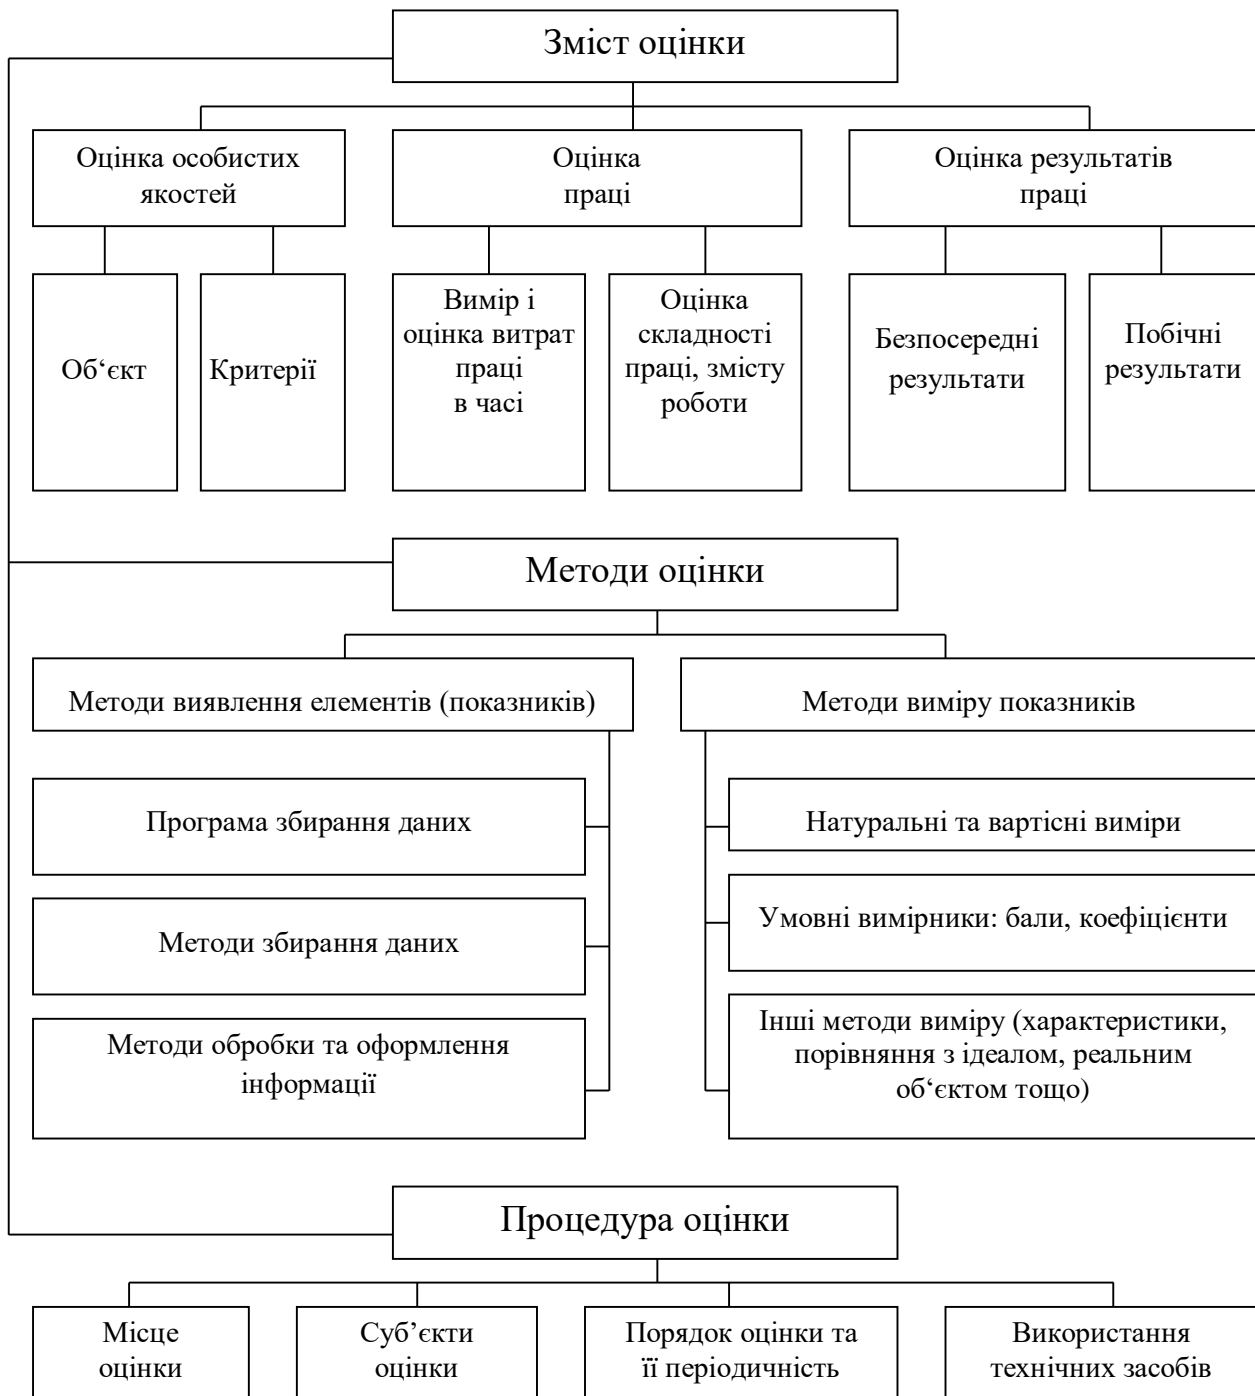 Зміст оцінки
Оцінка особистих
якостей
Оцінка
праці
Оцінка результатів
праці
Об‘єкт
Критерії
Вимір і
оцінка витрат
праці
в часі
Оцінка
складності
праці, змісту
роботи
Безпосередні
результати
Побічні
результати
Методи оцінки
Методи виявлення елементів (показників)
Методи виміру показників
Програма збирання даних
Методи збирання даних
Методи обробки та оформлення
інформації
Натуральні та вартісні виміри
Умовні вимірники: бали, коефіцієнти
Інші методи виміру (характеристики,
порівняння з ідеалом, реальним
об‘єктом тощо)
Процедура оцінки
Місце
оцінки
Суб’єкти
оцінки
Порядок оцінки та
її періодичність
Використання
технічних засобів